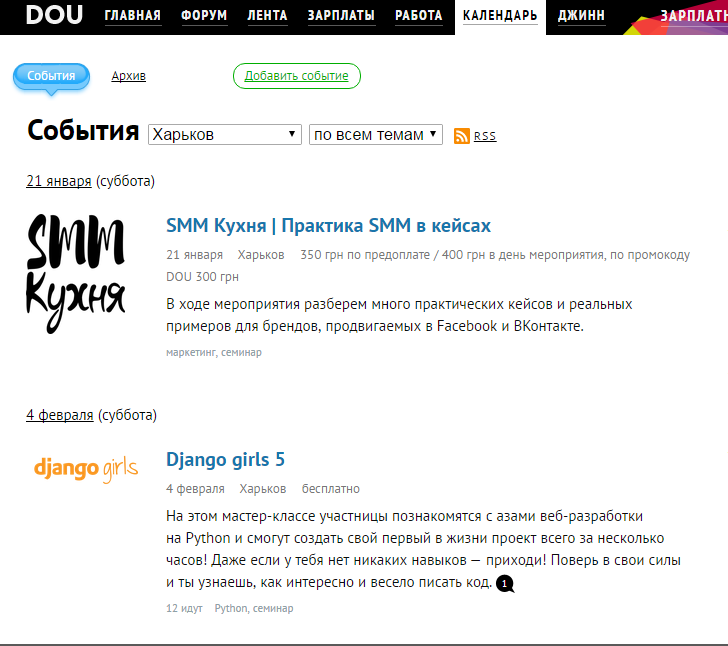 DOU ГЛАВНАЯ ФОРУМ ЛЕНТА ЗАРПЛАТЫ РАБОТА КАЛЕНДАРЬ ДЖИНН ЗАРПЛАТ
События Архив Добавить событие
События Харьков по всем темам RSS
21 января (суббота)
SMM Кухня
SMM Кухня | Практика SMM в кейсах
21 января Харьков 350 грн по предоплате / 400 грн в день мероприятия, по промокоду
DOU 300 грн
В ходе мероприятия разберем много практических кейсов и реальных
примеров для брендов, продвигаемых в Facebook и ВКонтакте.
маркетинг, семинар
4 февраля (суббота)
django girls
Django girls 5
4 февраля Харьков бесплатно
На этом мастер-классе участницы познакомятся с азами веб-разработки
на Python и смогут создать свой первый в жизни проект всего за несколько
часов! Даже если у тебя нет никаких навыков — приходи! Поверь в свои силы
и ты узнаешь, как интересно и весело писать код. 1
12 идут Python, семинар